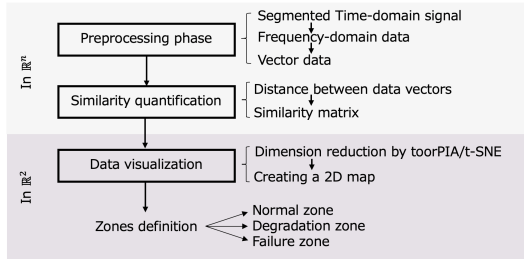 In ℝⁿ
Preprocessing phase
Segmented Time-domain signal
Frequency-domain data
Vector data
Similarity quantification
Distance between data vectors
Similarity matrix
In ℝ²
Data visualization
Dimension reduction by toorPIA/t-SNE
Creating a 2D map
Zones definition
Normal zone
Degradation zone
Failure zone